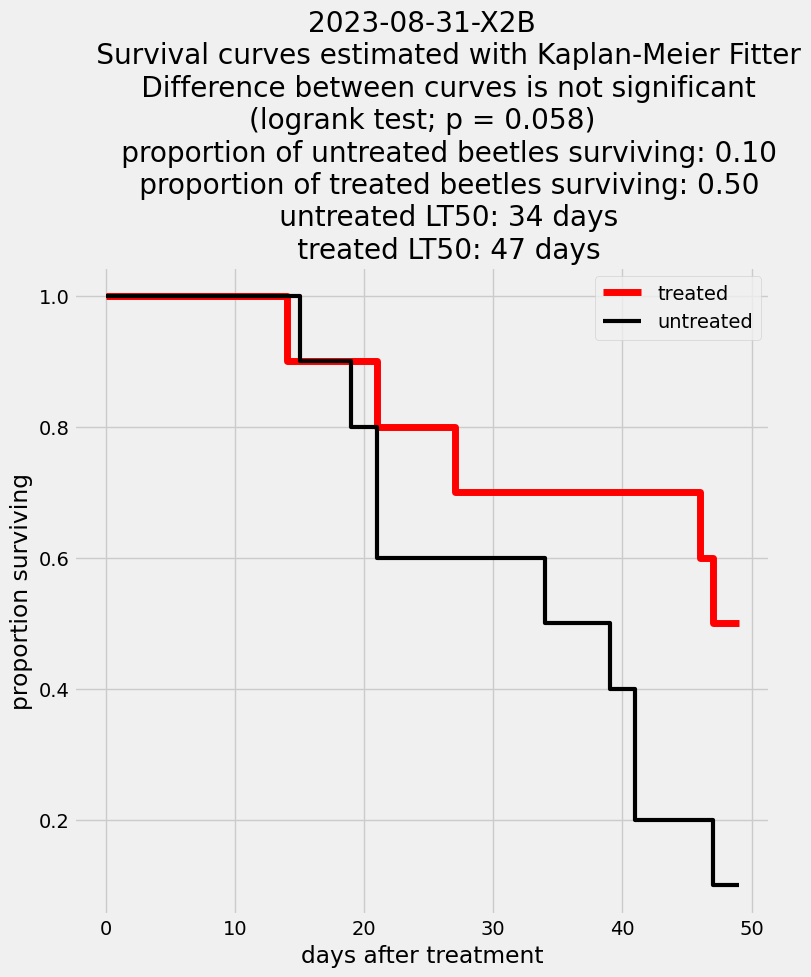 2023-08-31-X2B
Survival curves estimated with Kaplan-Meier Fitter
Difference between curves is not significant
(logrank test; p = 0.058)
proportion of untreated beetles surviving: 0.10
proportion of treated beetles surviving: 0.50
untreated LT50: 34 days
treated LT50: 47 days
treated
untreated
1.0
0.8
0.6
0.4
0.2
proportion surviving
0 10 20 30 40 50
days after treatment